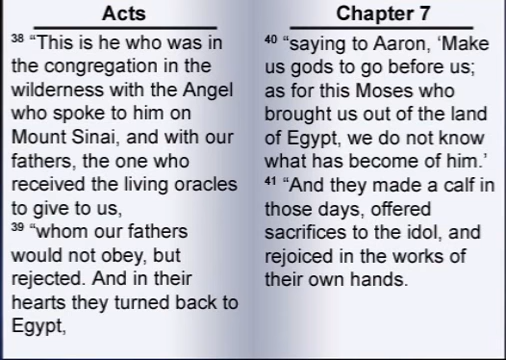 Acts
38 “This is he who was in
the congregation in the
wilderness with the Angel
who spoke to him on
Mount Sinai, and with our
fathers, the one who
received the living oracles
to give to us,
39 “whom our fathers
would not obey, but
rejected. And in their
hearts they turned back to
Egypt,
Chapter 7
40 “saying to Aaron, ‘Make
us gods to go before us;
as for this Moses who
brought us out of the land
of Egypt, we do not know
what has become of him.’
41 “And they made a calf in
those days, offered
sacrifices to the idol, and
rejoiced in the works of
their own hands.